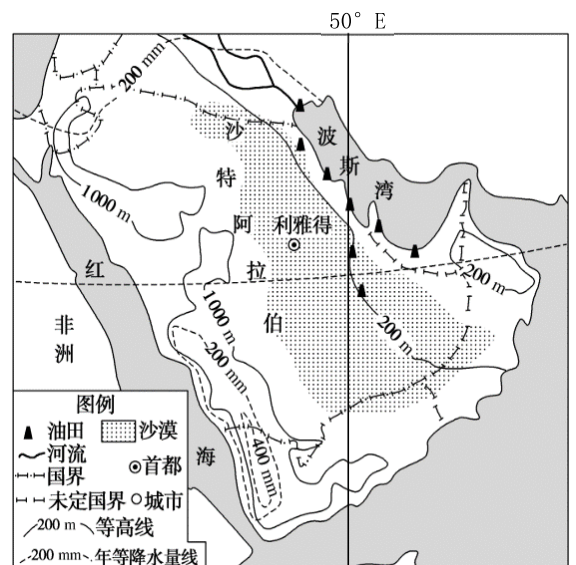 50° E
200 mm
沙
特
阿
拉
伯
波
斯
湾
1000 m
利雅得
红
海
非
洲
200 m
1000 m
200 mm
200 m
400 mm
图例
油田
沙漠
河流
首都
国界
未定国界
城市
200 m 等高线
200 mm 年等降水量线